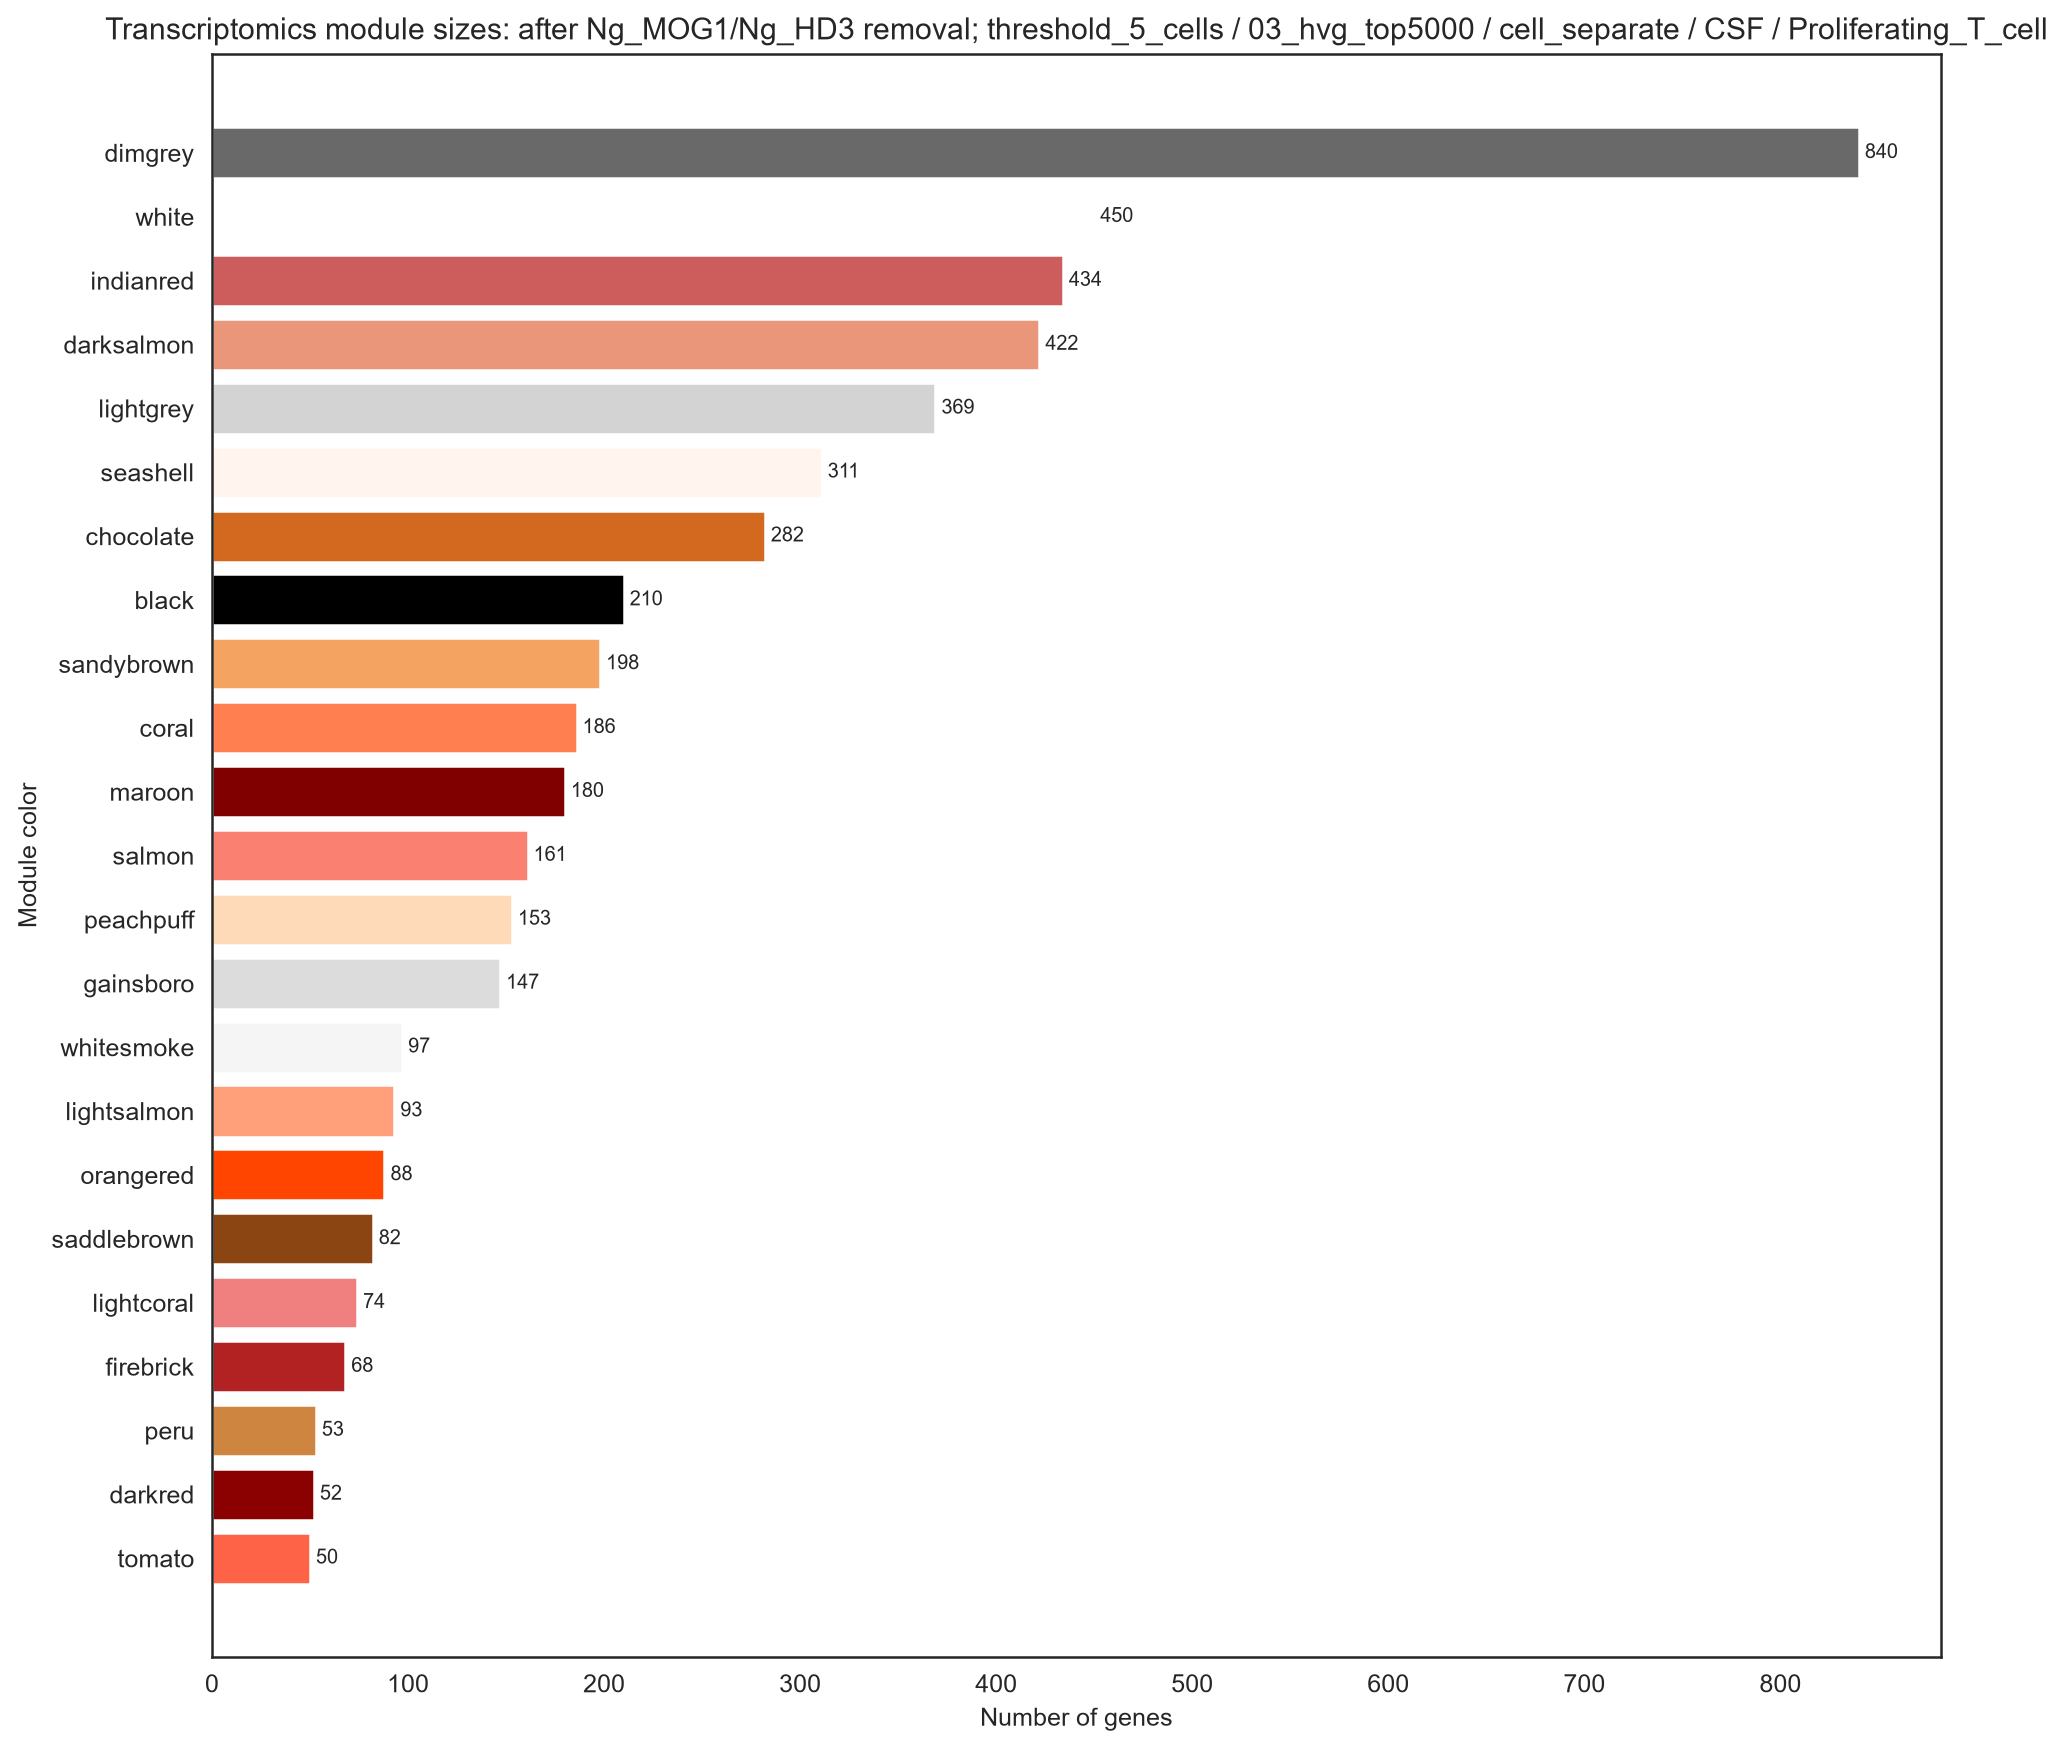 Transcriptomics module sizes: after Ng_MOG1/Ng_HD3 removal; threshold_5_cells / 03_hvg_top5000 / cell_separate / CSF / Proliferating_T_cell
dimgrey 840
white 450
indianred 434
darksalmon 422
lightgrey 369
seashell 311
chocolate 282
black 210
sandybrown 198
coral 186
maroon 180
salmon 161
peachpuff 153
gainsboro 147
whitesmoke 97
lightsalmon 93
orangered 88
saddlebrown 82
lightcoral 74
firebrick 68
peru 53
darkred 52
tomato 50
Module color
0 100 200 300 400 500 600 700 800
Number of genes